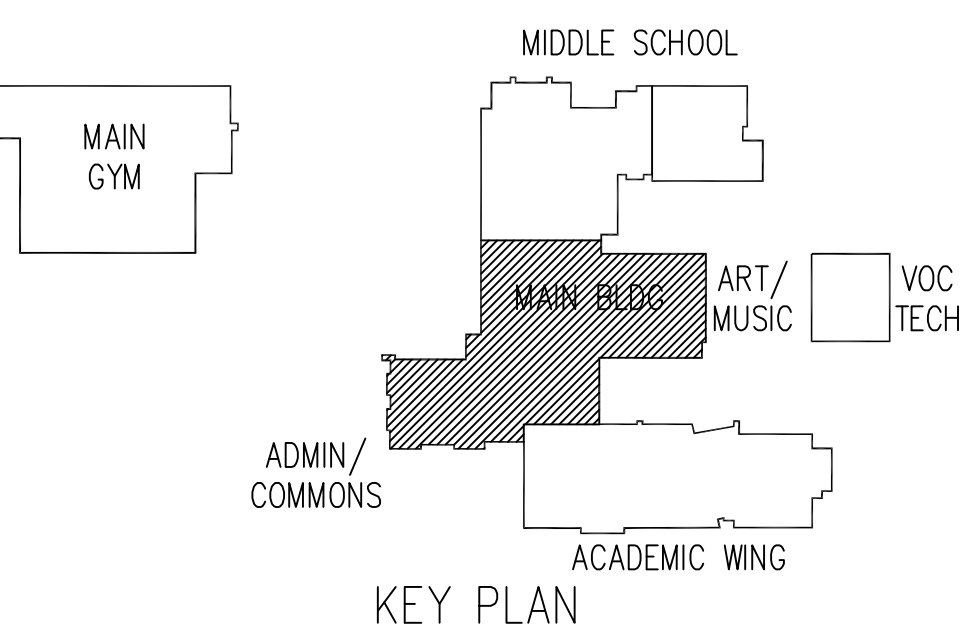 MIDDLE SCHOOL
MAIN
GYM
MAIN BLDG
ART/
MUSIC
VOC
TECH
ADMIN/
COMMONS
ACADEMIC WING
KEY PLAN